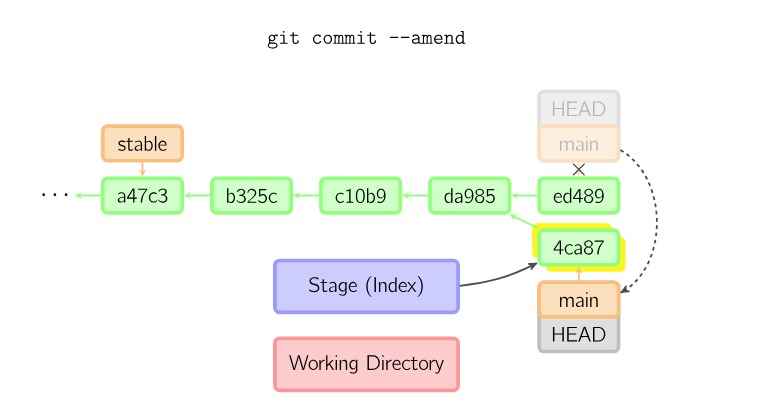 git commit --amend
HEAD
main
stable
··· a47c3 b325c c10b9 da985 ed489
4ca87
Stage (Index)
main
HEAD
Working Directory